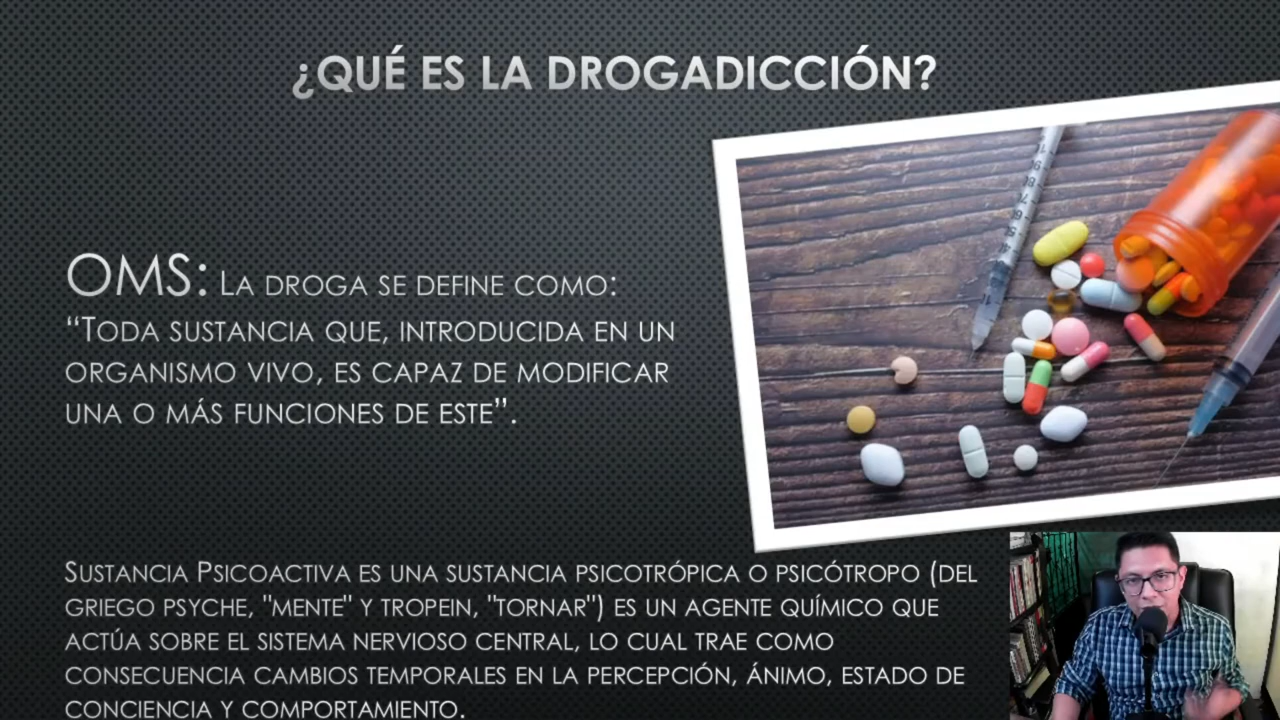 ¿QUÉ ES LA DROGADICCIÓN?
OMS: LA DROGA SE DEFINE COMO:
“TODA SUSTANCIA QUE, INTRODUCIDA EN UN
ORGANISMO VIVO, ES CAPAZ DE MODIFICAR
UNA O MÁS FUNCIONES DE ESTE”.
SUSTANCIA PSICOACTIVA ES UNA SUSTANCIA PSICOTRÓPICA O PSICÓTROPO (DEL
GRIEGO PSYCHE, "MENTE" Y TROPEIN, "TORNAR") ES UN AGENTE QUÍMICO QUE
ACTÚA SOBRE EL SISTEMA NERVIOSO CENTRAL, LO CUAL TRAE COMO
CONSECUENCIA CAMBIOS TEMPORALES EN LA PERCEPCIÓN, ÁNIMO, ESTADO DE
CONCIENCIA Y COMPORTAMIENTO.